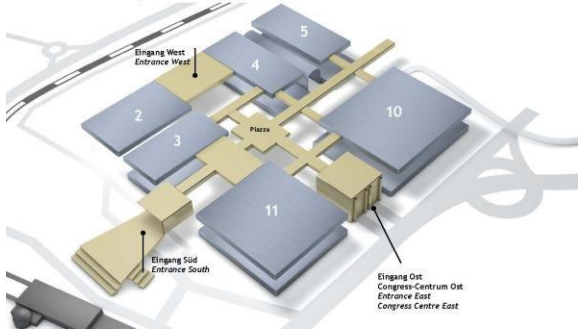 5
Eingang West
Entrance West
4
2
10
3
Piazza
11
Eingang Süd
Entrance South
Eingang Ost
Congress-Centrum Ost
Entrance East
Congress Centre East